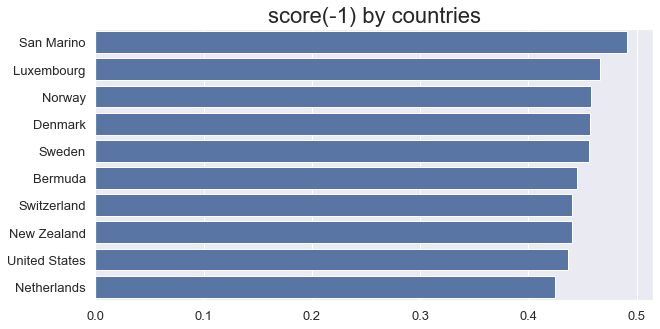 score(-1) by countries
San Marino
Luxembourg
Norway
Denmark
Sweden
Bermuda
Switzerland
New Zealand
United States
Netherlands
0.0 0.1 0.2 0.3 0.4 0.5